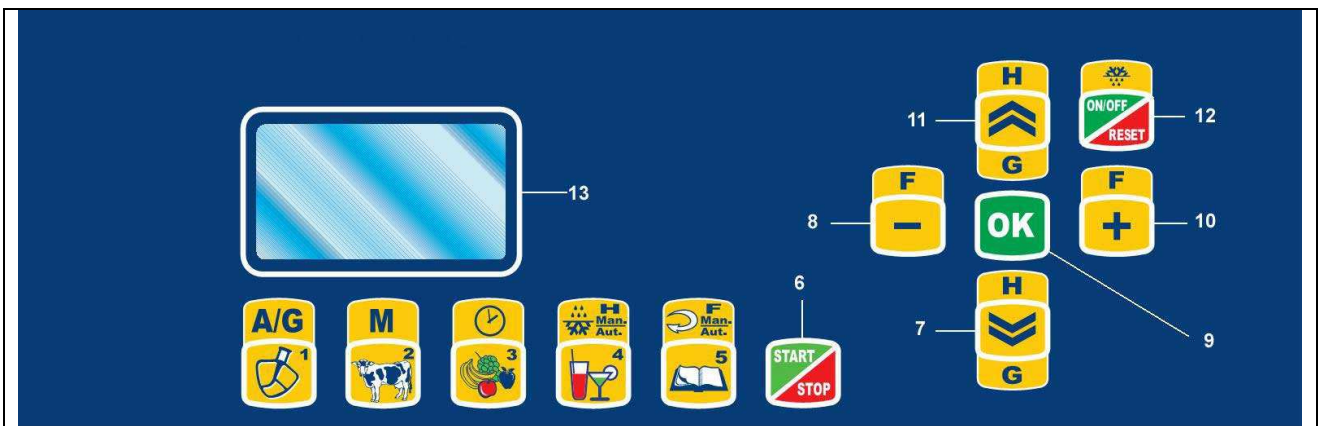 H
11
G
ON/OFF
RESET
12
13
F
8
−
OK
F
+
10
6
H
7
G
9
A/G
1
M
2
3
H
Man.
Aut.
4
F
Man.
Aut.
5
START
STOP